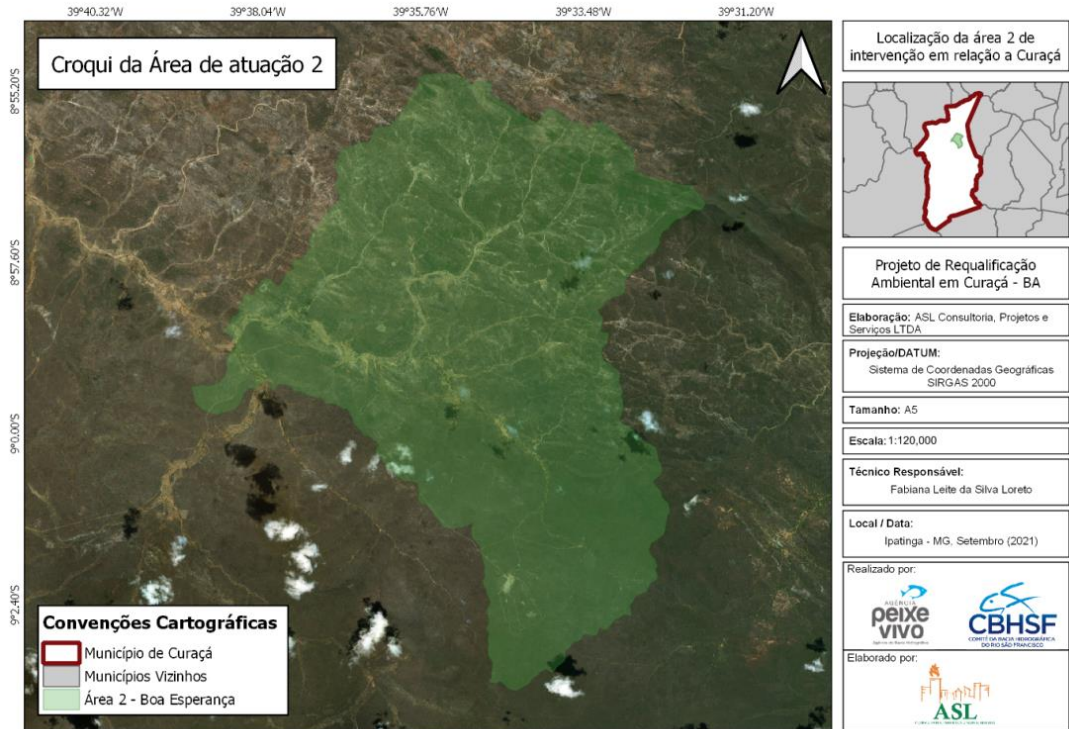 39°40.32'W 39°38.04'W 39°35.76'W 39°33.48'W 39°31.20'W
8°55.20'S
8°57.60'S
9°0.00'S
9°2.40'S
Croqui da Área de atuação 2
Convenções Cartográficas
Município de Curaçá
Municípios Vizinhos
Área 2 - Boa Esperança
Localização da área 2 de
intervenção em relação a Curaçá
Projeto de Requalificação
Ambiental em Curaçá - BA
Elaboração: ASL Consultoria, Projetos e
Serviços LTDA
Projeção/DATUM:
Sistema de Coordenadas Geográficas
SIRGAS 2000
Tamanho: A5
Escala: 1:120,000
Técnico Responsável:
Fabiana Leite da Silva Loreto
Local / Data:
Ipatinga - MG. Setembro (2021)
Realizado por:
AGÊNCIA
peixe
vivo
CBHSF
COMITÊ DA BACIA HIDROGRÁFICA
DO RIO SÃO FRANCISCO
Elaborado por:
ASL